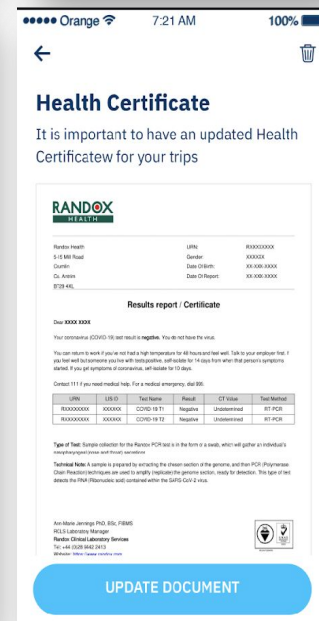 Orange 7:21 AM 100%
Health Certificate
It is important to have an updated Health
Certificatew for your trips
RANDOX
HEALTH
Randox Health URN: RXXXXXXXX
5-15 Mill Road Gender XXXXXX
Crumlin Date Of Birth: XX-XXX-XXXX
Co. Antrim Date Of Report: XX-XXX-XXXX
BT29 4XL
Results report / Certificate
Dear XXXX XXXX
Your coronavirus (COVID-19) test result is negative. You do not have the virus.
You can return to work if you've not had a high temperature for 48 hours and feel well. Talk to your employer first. If
you feel well but someone you live with tests positive, self-isolate for 14 days from when that person's symptoms
started. If you get symptoms of coronavirus, self-isolate for 10 days.
Contact 111 if you need medical help. For a medical emergency, dial 999.
URN LIS ID Test Name Result CT Value Test Method
RXXXXXXXX XXXXXX COVID-19 T1 Negative Undetermined RT-PCR
RXXXXXXXX XXXXXX COVID-19 T2 Negative Undetermined RT-PCR
Type of Test: Sample collection for the Randox PCR test is in the form or a swab, which will gather an individual's
nasopharyngeal (nose and throat) secretions
Technical Note: A sample is prepared by extracting the chosen section of the genome, and then PCR (Polymerase
Chain Reaction) techniques are used to amplify (replicate) the genome section, ready for detection. This type of test
detects the RNA (Ribonucleic acid) contained within the SARS-CoV-2 virus.
Ann-Marie Jennings PhD, BSc, FIBMS
RCLS Laboratory Manager
Randox Clinical Laboratory Services
Tel: +44 (0)28 9442 2413
Website: https://www.randox.com
UPDATE DOCUMENT